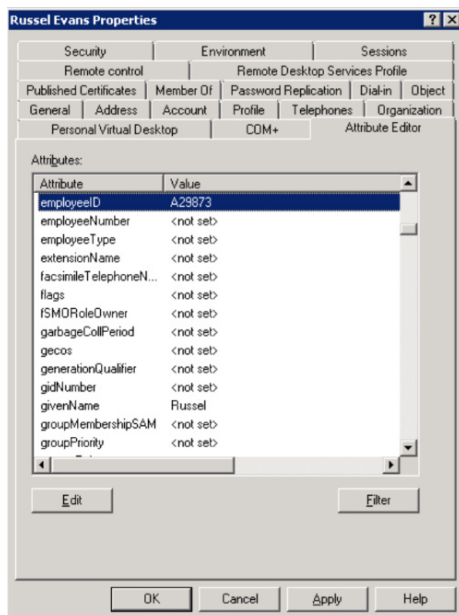 Russel Evans Properties
Security Environment Sessions
Remote control Remote Desktop Services Profile
Published Certificates Member Of Password Replication Dial-in Object
General Address Account Profile Telephones Organization
Personal Virtual Desktop COM+ Attribute Editor
Attributes:
Attribute Value
employeeID A29873
employeeNumber <not set>
employeeType <not set>
extensionName <not set>
facsimileTelephoneN... <not set>
flags <not set>
fSMORoleOwner <not set>
garbageCollPeriod <not set>
gecos <not set>
generationQualifier <not set>
gidNumber <not set>
givenName Russel
groupMembershipSAM <not set>
groupPriority <not set>
Edit Filter
OK Cancel Apply Help